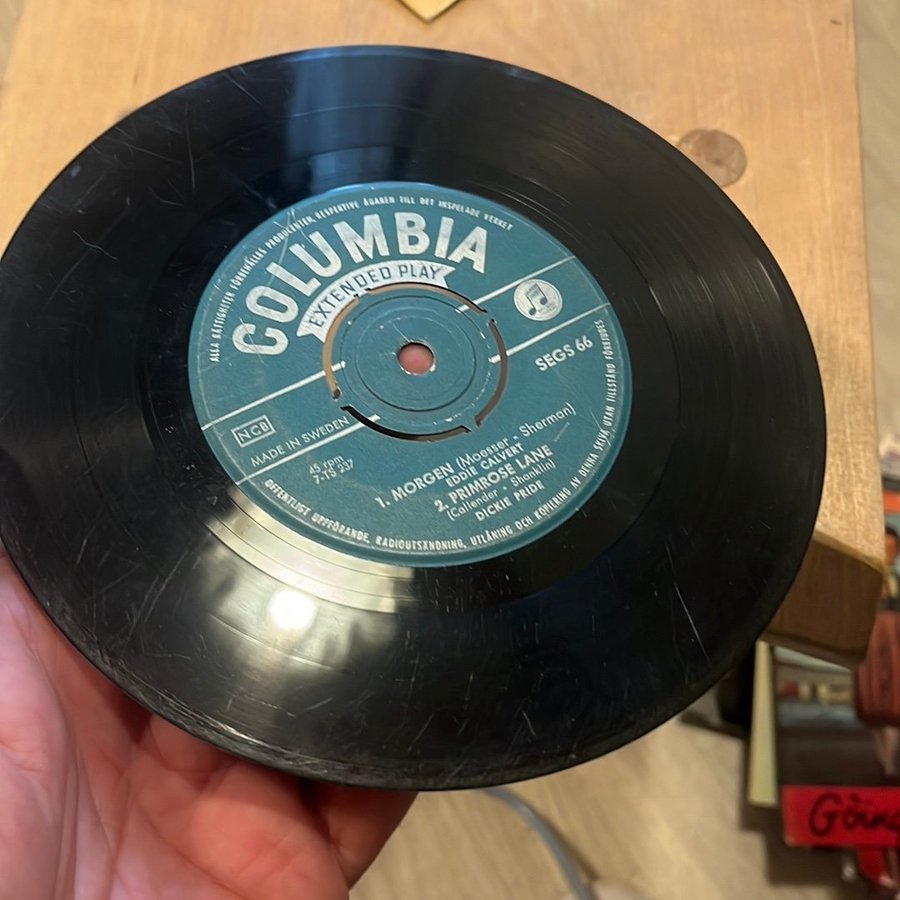 ALLA RÄTTIGHETER FÖRBEHÅLLES PRODUCENTEN, RESPEKTIVE ÄGAREN TILL DET INSPELADE VERKET
COLUMBIA
EXTENDED PLAY
SEGS 66
NCB
MADE IN SWEDEN
45 rpm
7-TS 237
1. MORGEN (Moesser - Sherman)
EDDIE CALVERT
2. PRIMROSE LANE
(Callender - Shanklin)
DICKIE PRIDE
OFFENTLIGT UPPFÖRANDE, RADIOUTSÄNDNING, UTLÅNING OCH KOPIERING AV DENNA SKIVA UTAN TILLSTÅND FÖRBJUDES
Göing